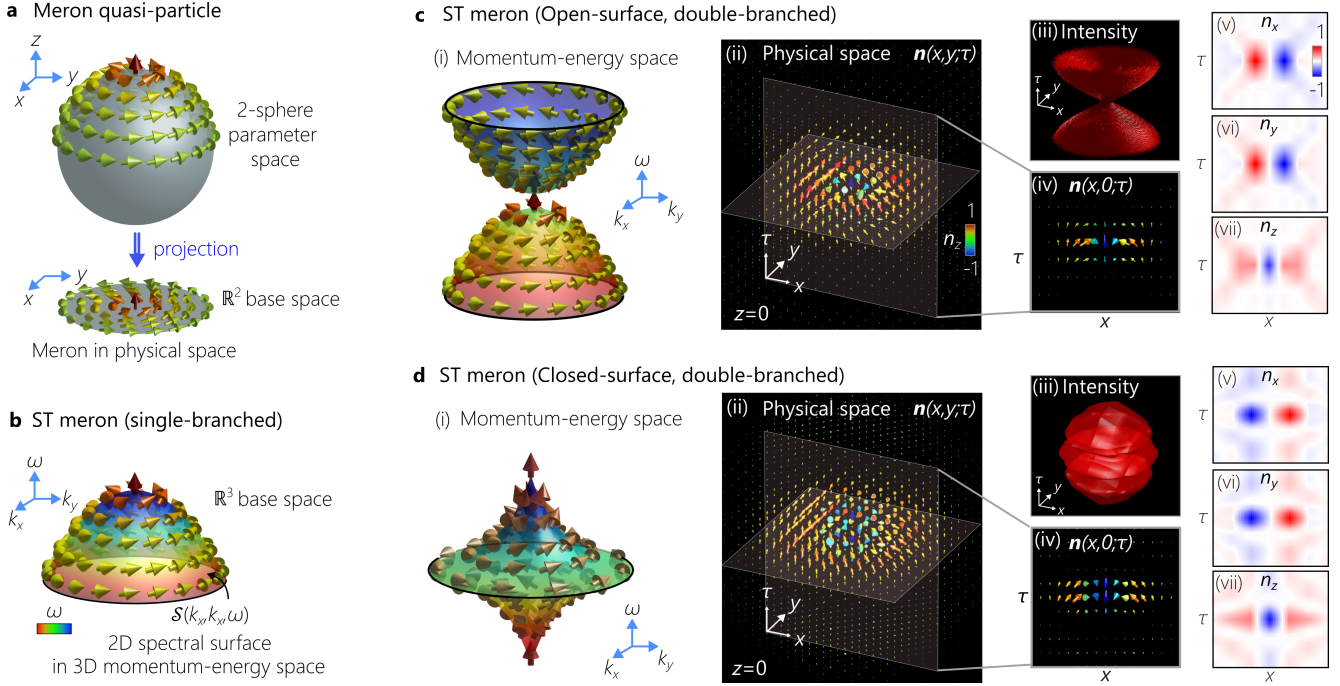 a Meron quasi-particle
z
y
x
2-sphere
parameter
space
projection
y
x
ℝ² base space
Meron in physical space
b ST meron (single-branched)
ω
k_y
k_x
ℝ³ base space
ω
𝒮(k_x,k_x,ω)
2D spectral surface
in 3D momentum-energy space
c ST meron (Open-surface, double-branched)
(i) Momentum-energy space
ω
k_x
k_y
(ii) Physical space n(x,y;τ)
1
n_z
-1
τ
y
x
z=0
(iii) Intensity
τ
y
x
(iv) n(x,0;τ)
τ
x
(v) n_x
1
-1
τ
(vi) n_y
τ
(vii) n_z
τ
x
d ST meron (Closed-surface, double-branched)
(i) Momentum-energy space
ω
k_x
k_y
(ii) Physical space n(x,y;τ)
τ
y
x
z=0
(iii) Intensity
τ
y
x
(iv) n(x,0;τ)
τ
x
(v) n_x
τ
(vi) n_y
τ
(vii) n_z
τ
x